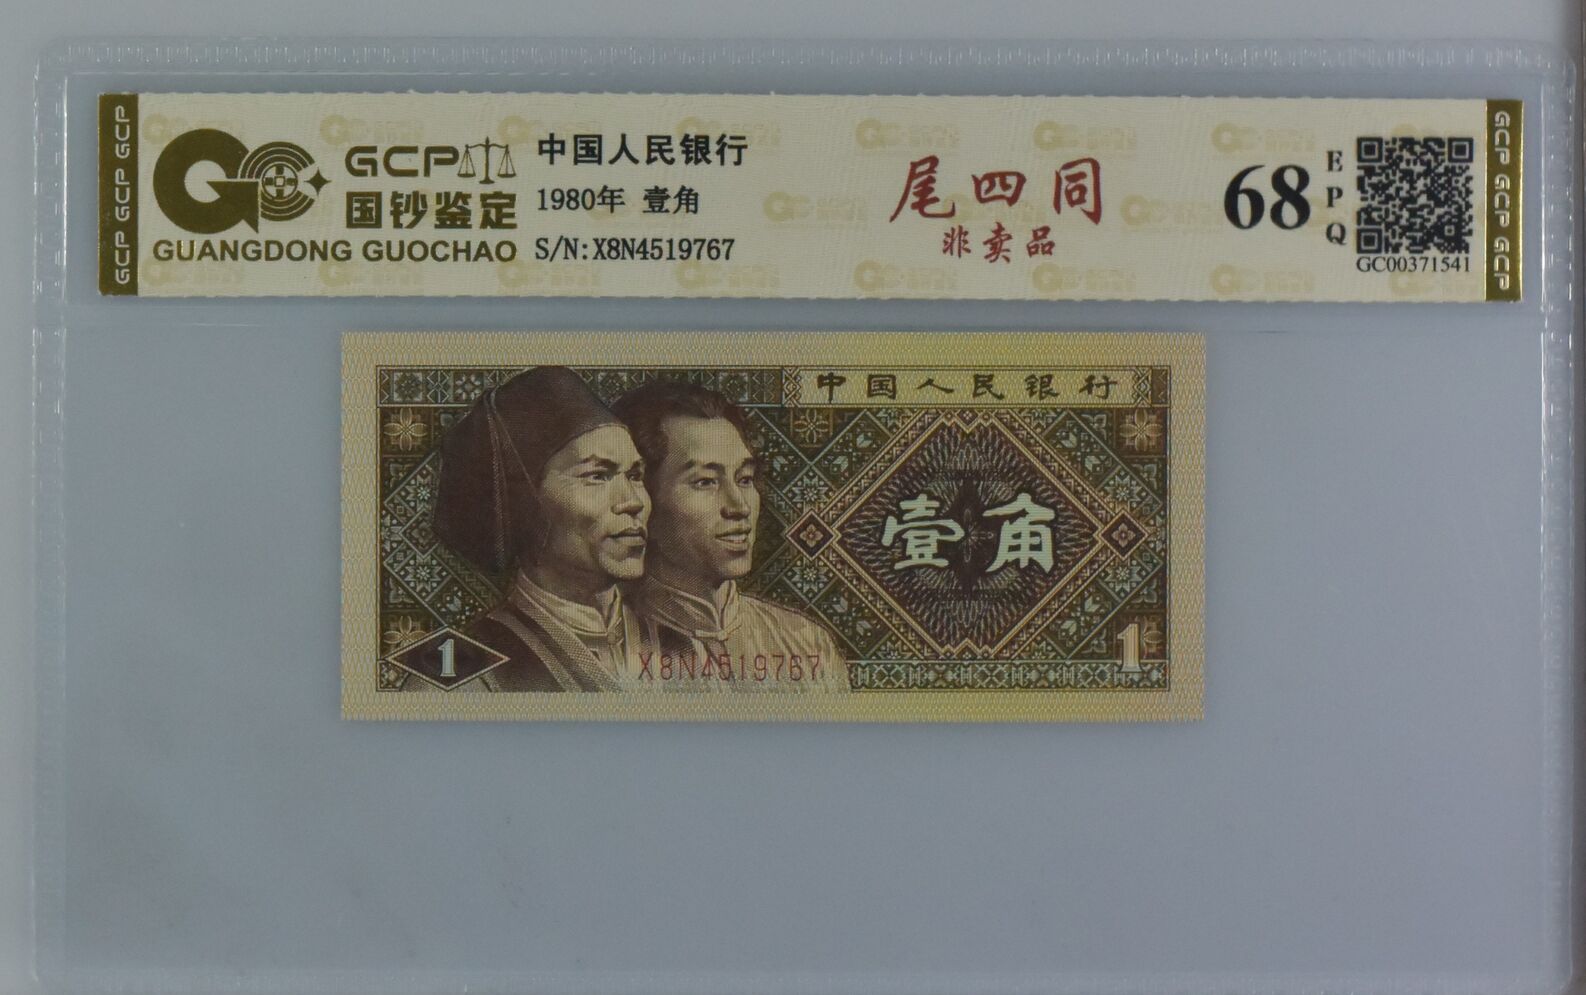 GCP GCP GCP
GCP
国钞鉴定
GUANGDONG GUOCHAO
中国人民银行
1980年 壹角
S/N:X8N4519767
尾四同
非卖品
68
EPQ
GC00371541
GCP GCP GCP
中国人民银行
壹角
1
X8N4519767
1